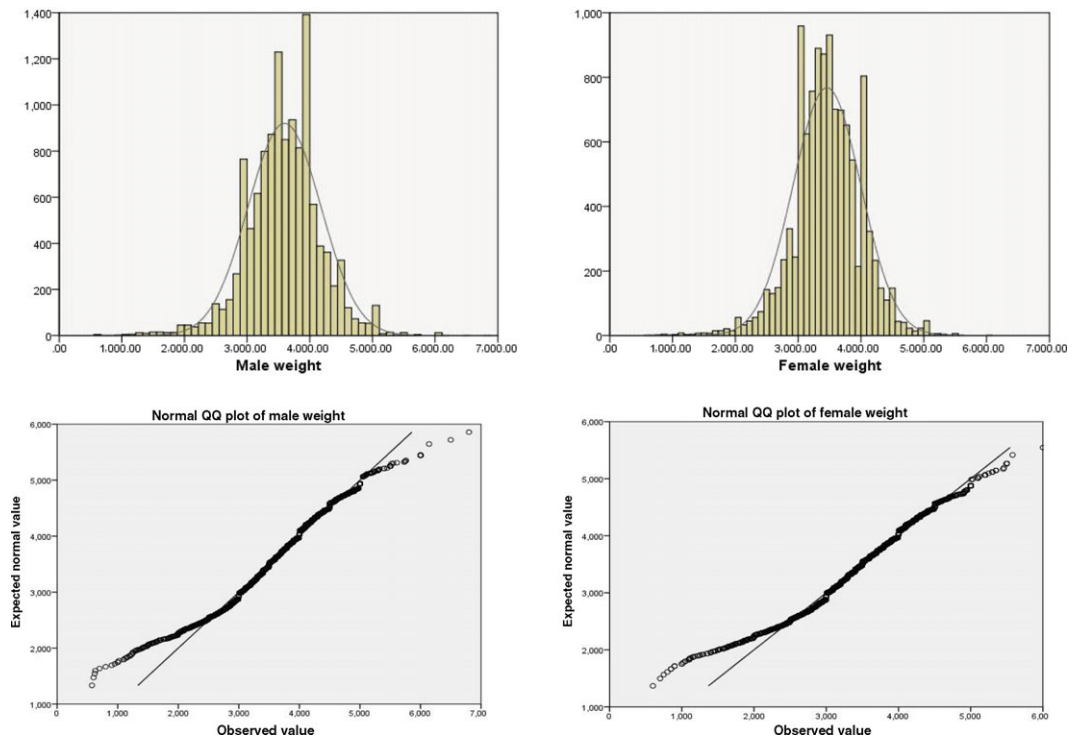 1,400
1,200
1,000
800
600
400
200
0
.00 1.000.00 2.000.00 3.000.00 4.000.00 5.000.00 6.000.00 7.000.00
Male weight
1,000
800
600
400
200
0
.00 1.000.00 2.000.00 3.000.00 4.000.00 5.000.00 6.000.00 7.000.00
Female weight
Normal QQ plot of male weight
Expected normal value
6,000
5,000
4,000
3,000
2,000
1,000
0 1,000 2,000 3,000 4,000 5,000 6,000 7,00
Observed value
Normal QQ plot of female weight
Expected normal value
6,000
5,000
4,000
3,000
2,000
1,000
0 1,000 2,000 3,000 4,000 5,000 6,00
Observed value